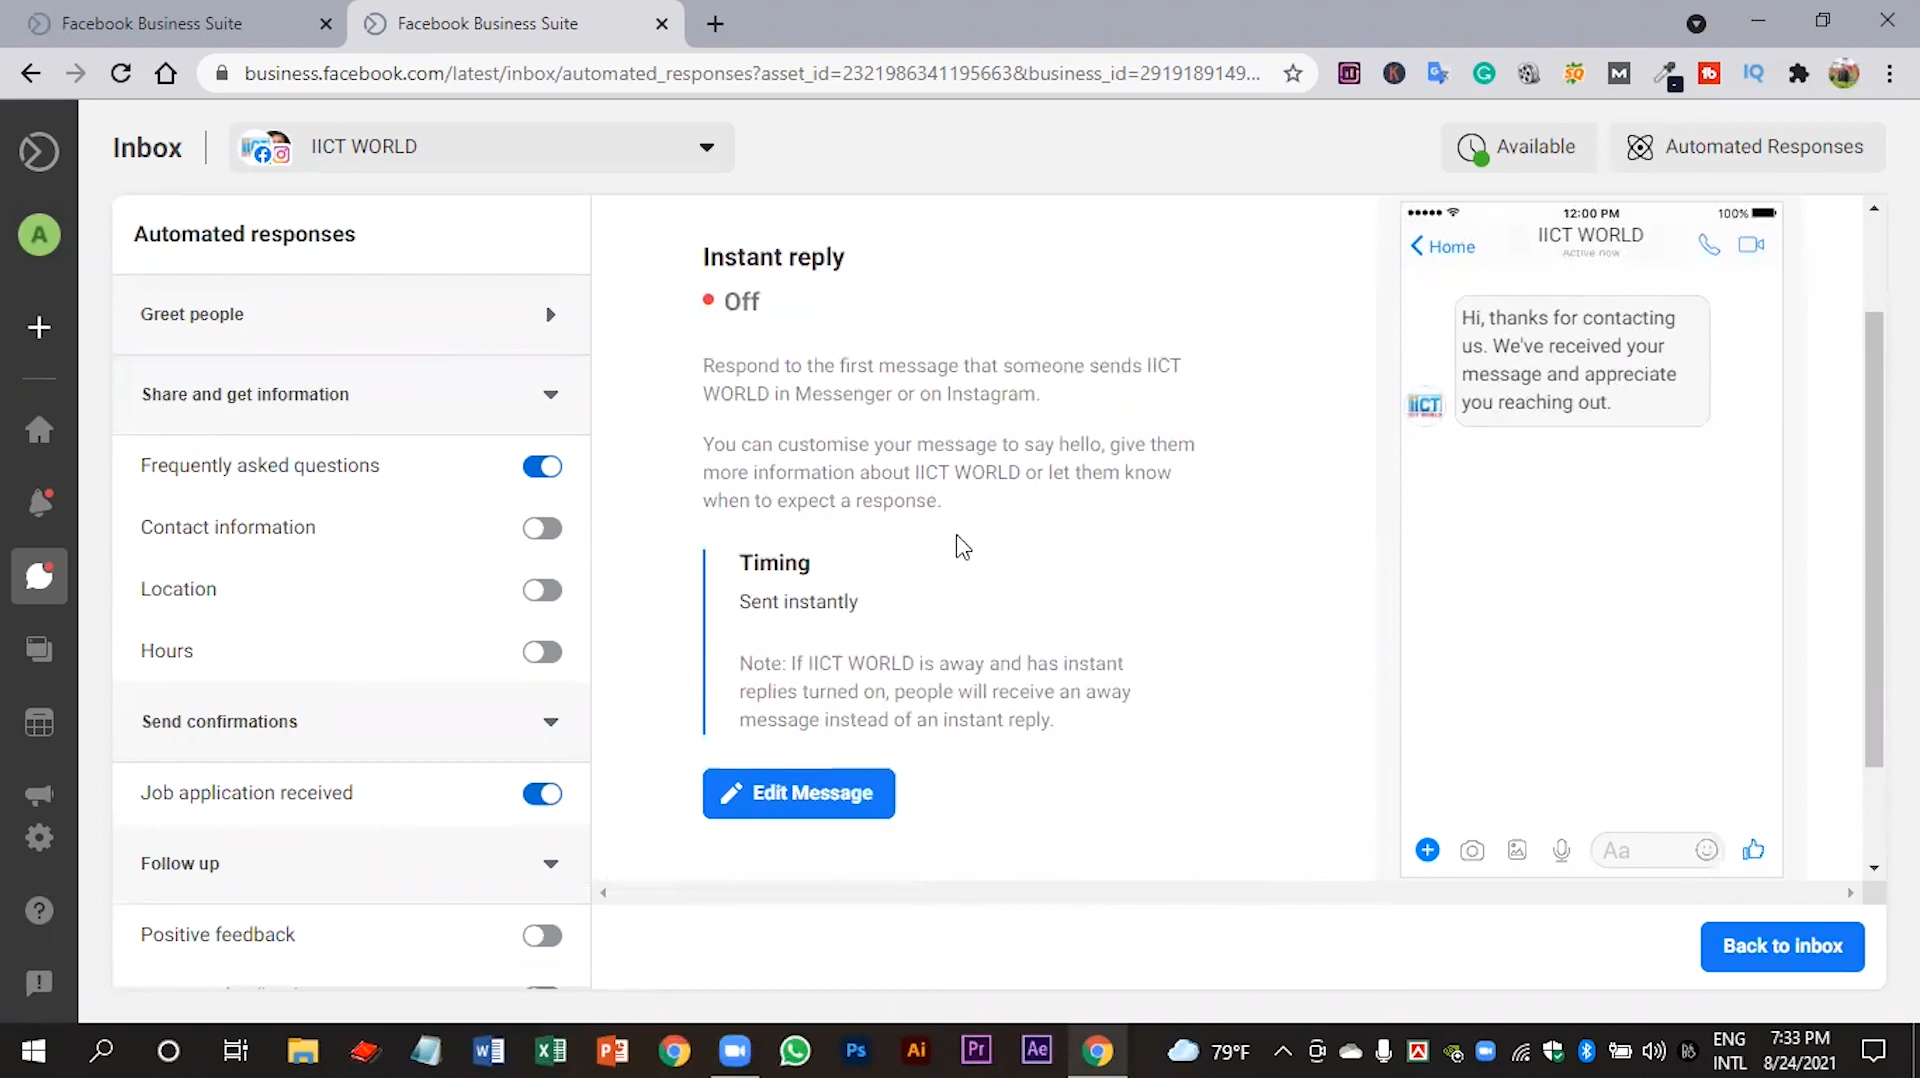 Facebook Business Suite
Facebook Business Suite
business.facebook.com/latest/inbox/automated_responses?asset_id=2321986341195663&business_id=2919189149...
Inbox
IICT WORLD
Available
Automated Responses
A
Automated responses
Greet people
Share and get information
Frequently asked questions
Contact information
Location
Hours
Send confirmations
Job application received
Follow up
Positive feedback
Instant reply
Off
Respond to the first message that someone sends IICT
WORLD in Messenger or on Instagram.
You can customise your message to say hello, give them
more information about IICT WORLD or let them know
when to expect a response.
Timing
Sent instantly
Note: If IICT WORLD is away and has instant
replies turned on, people will receive an away
message instead of an instant reply.
Edit Message
12:00 PM
100%
Home
IICT WORLD
Active now
Hi, thanks for contacting
us. We've received your
message and appreciate
you reaching out.
IICT
Aa
Back to inbox
Ps
Ai
Pr
Ae
79°F
ENG
INTL
7:33 PM
8/24/2021